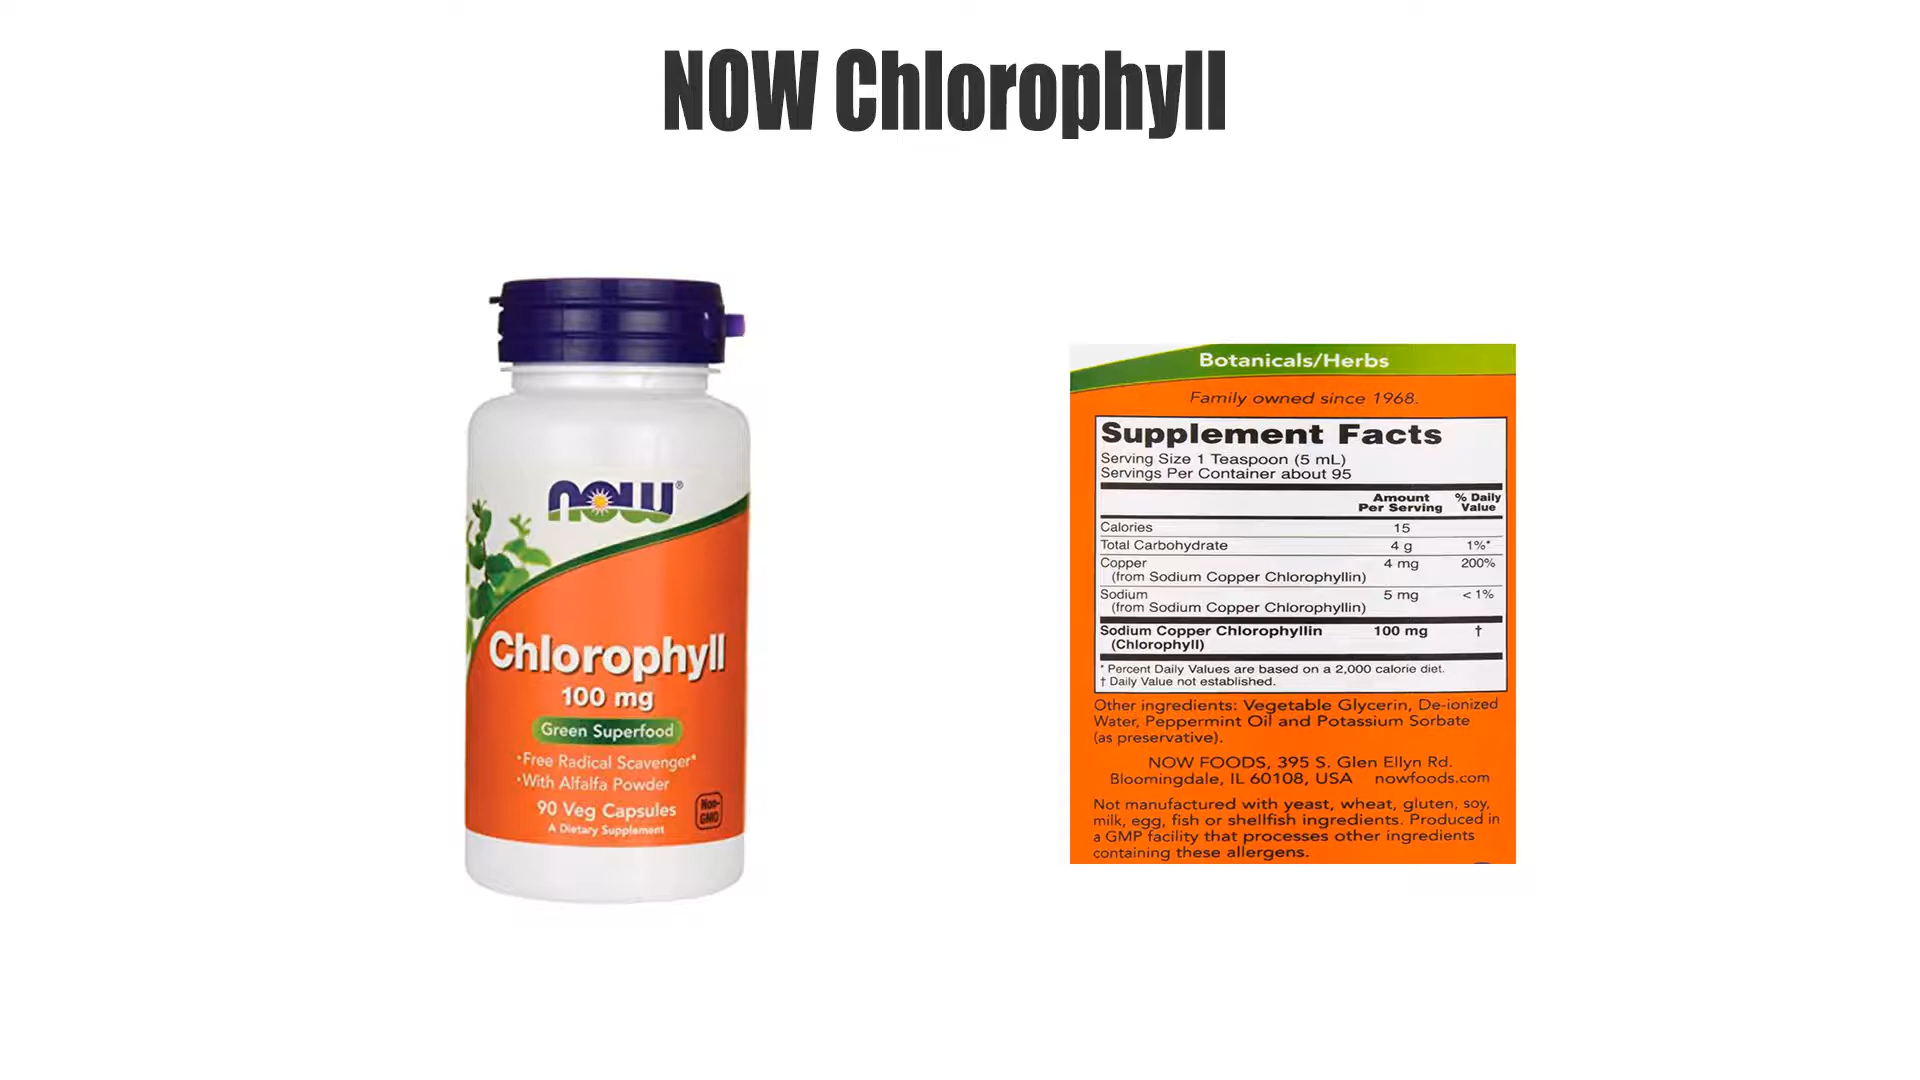 NOW Chlorophyll
now®
Chlorophyll
100 mg
Green Superfood
•Free Radical Scavenger*
•With Alfalfa Powder
90 Veg Capsules
A Dietary Supplement
Non-
GMO
Botanicals/Herbs
Family owned since 1968.
Supplement Facts
Serving Size 1 Teaspoon (5 mL)
Servings Per Container about 95
Amount Per Serving % Daily Value
Calories 15
Total Carbohydrate 4 g 1%*
Copper 4 mg 200%
(from Sodium Copper Chlorophyllin)
Sodium 5 mg < 1%
(from Sodium Copper Chlorophyllin)
Sodium Copper Chlorophyllin 100 mg †
(Chlorophyll)
* Percent Daily Values are based on a 2,000 calorie diet.
† Daily Value not established.
Other ingredients: Vegetable Glycerin, De-ionized
Water, Peppermint Oil and Potassium Sorbate
(as preservative).
NOW FOODS, 395 S. Glen Ellyn Rd.
Bloomingdale, IL 60108, USA nowfoods.com
Not manufactured with yeast, wheat, gluten, soy,
milk, egg, fish or shellfish ingredients. Produced in
a GMP facility that processes other ingredients
containing these allergens.